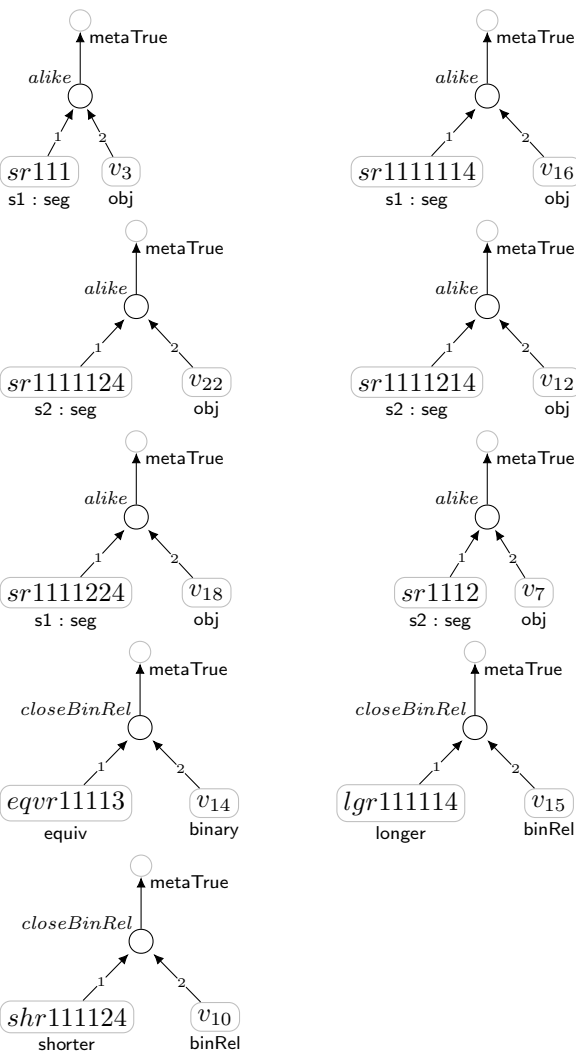 metaTrue
alike
1 2
sr111 v3
s1 : seg obj
metaTrue
alike
1 2
sr1111114 v16
s1 : seg obj
metaTrue
alike
1 2
sr1111124 v22
s2 : seg obj
metaTrue
alike
1 2
sr1111214 v12
s2 : seg obj
metaTrue
alike
1 2
sr1111224 v18
s1 : seg obj
metaTrue
alike
1 2
sr1112 v7
s2 : seg obj
metaTrue
closeBinRel
1 2
eqvr11113 v14
equiv binary
metaTrue
closeBinRel
1 2
lgr111114 v15
longer binRel
metaTrue
closeBinRel
1 2
shr111124 v10
shorter binRel